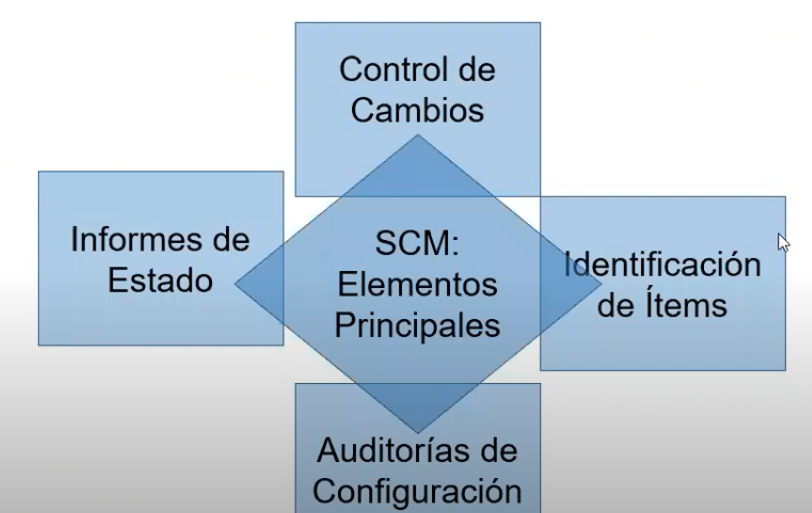 Control de
Cambios
Informes de
Estado
SCM:
Elementos
Principales
Identificación
de Ítems
Auditorías de
Configuración